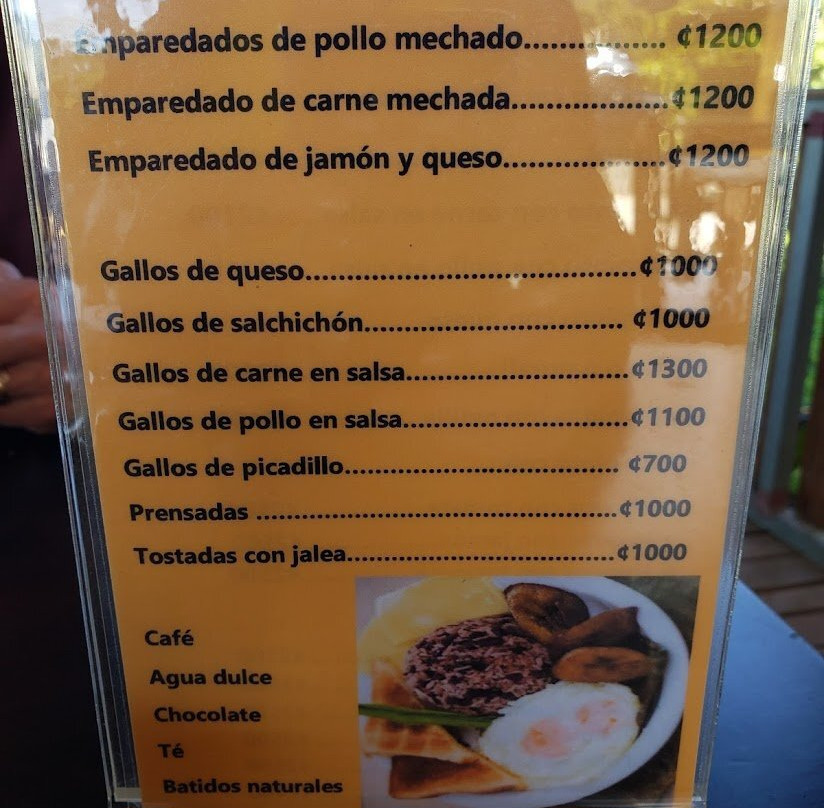 Emparedados de pollo mechado............... ¢1200
Emparedado de carne mechada..................¢1200
Emparedado de jamón y queso...................¢1200
Gallos de queso........................................¢1000
Gallos de salchichón............................... ¢1000
Gallos de carne en salsa...........................¢1300
Gallos de pollo en salsa...........................¢1100
Gallos de picadillo................................. ¢700
Prensadas ...........................................¢1000
Tostadas con jalea................................¢1000
Café
Agua dulce
Chocolate
Té
Batidos naturales